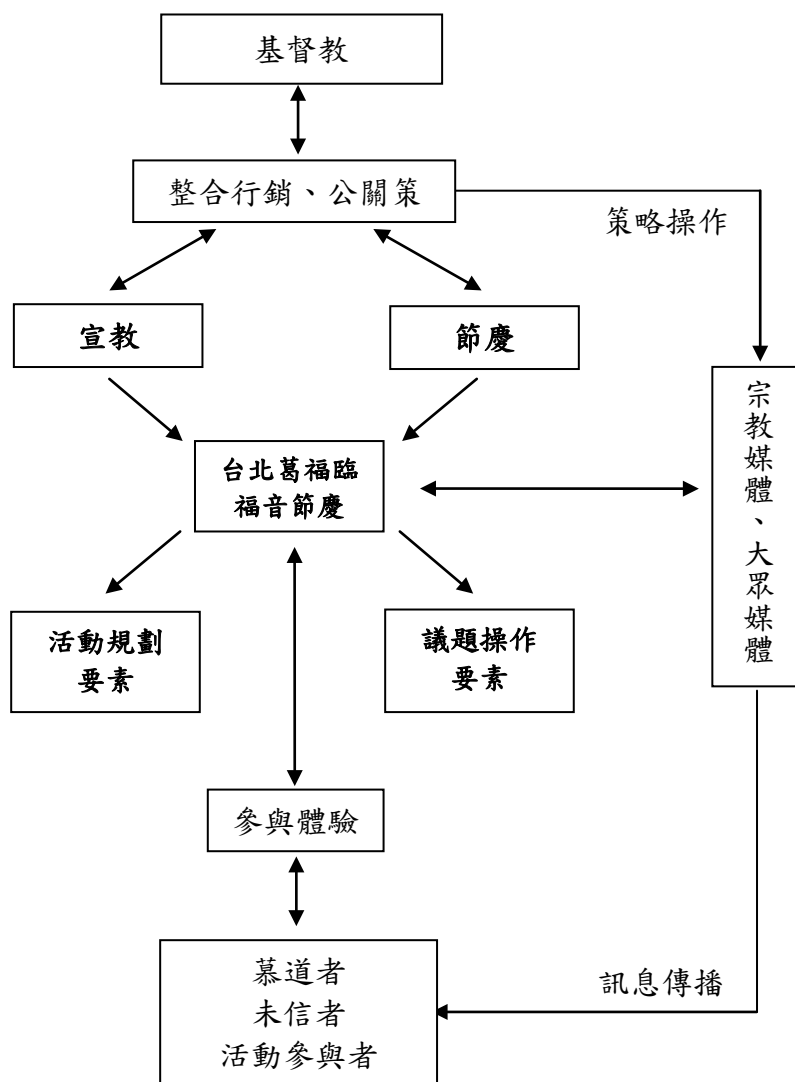 基督教
整合行銷、公關策
策略操作
宣教
節慶
宗教媒體、大眾媒體
台北葛福臨
福音節慶
活動規劃
要素
議題操作
要素
參與體驗
慕道者
未信者
活動參與者
訊息傳播